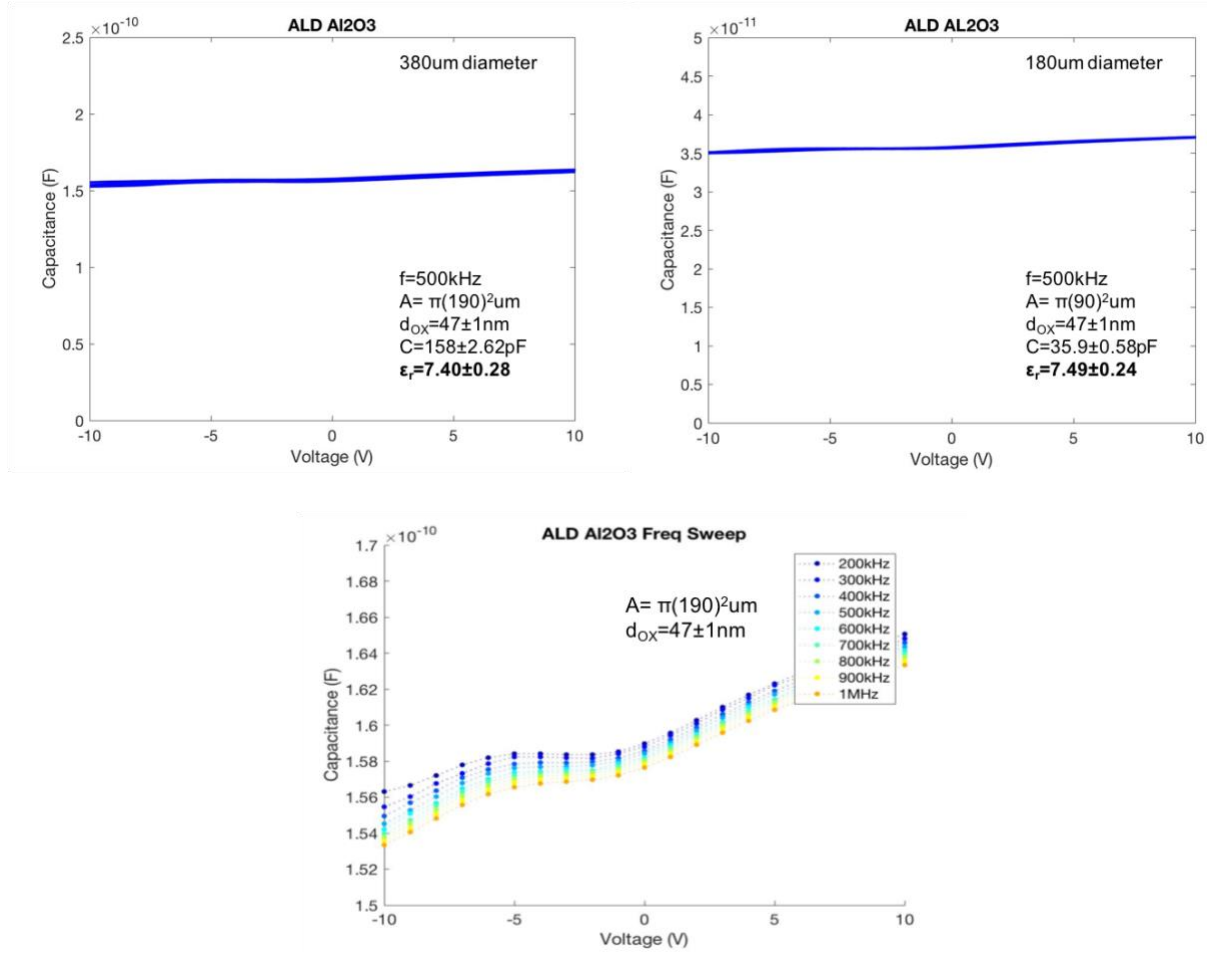 ×10⁻¹⁰
ALD Al2O3
2.5
2
1.5
1
0.5
0
-10
-5
0
5
10
Capacitance (F)
Voltage (V)
380um diameter
f=500kHz
A= π(190)²um
dOX=47±1nm
C=158±2.62pF
εr=7.40±0.28
×10⁻¹¹
ALD AL2O3
5
4.5
4
3.5
3
2.5
2
1.5
1
0.5
0
-10
-5
0
5
10
Capacitance (F)
Voltage (V)
180um diameter
f=500kHz
A= π(90)²um
dOX=47±1nm
C=35.9±0.58pF
εr=7.49±0.24
×10⁻¹⁰
ALD Al2O3 Freq Sweep
1.7
1.68
1.66
1.64
1.62
1.6
1.58
1.56
1.54
1.52
1.5
-10
-5
0
5
10
Capacitance (F)
Voltage (V)
A= π(190)²um
dOX=47±1nm
200kHz
300kHz
400kHz
500kHz
600kHz
700kHz
800kHz
900kHz
1MHz